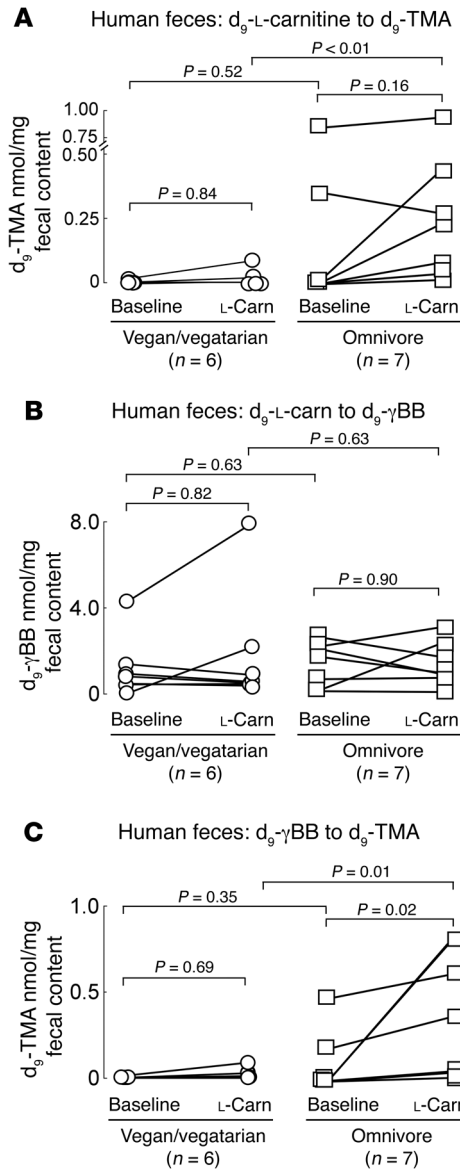 A Human feces: d9-L-carnitine to d9-TMA
P < 0.01
P = 0.52
P = 0.16
1.00
0.75
0.50
P = 0.84
0.25
0
d9-TMA nmol/mg
fecal content
Baseline L-Carn Baseline L-Carn
Vegan/vegatarian Omnivore
(n = 6) (n = 7)
B Human feces: d9-L-carn to d9-γBB
P = 0.63
P = 0.63
P = 0.82
8.0
P = 0.90
4.0
0
d9-γBB nmol/mg
fecal content
Baseline L-Carn Baseline L-Carn
Vegan/vegatarian Omnivore
(n = 6) (n = 7)
C Human feces: d9-γBB to d9-TMA
P = 0.01
P = 0.35
P = 0.02
1.0
P = 0.69
0.5
0
d9-TMA nmol/mg
fecal content
Baseline L-Carn Baseline L-Carn
Vegan/vegatarian Omnivore
(n = 6) (n = 7)